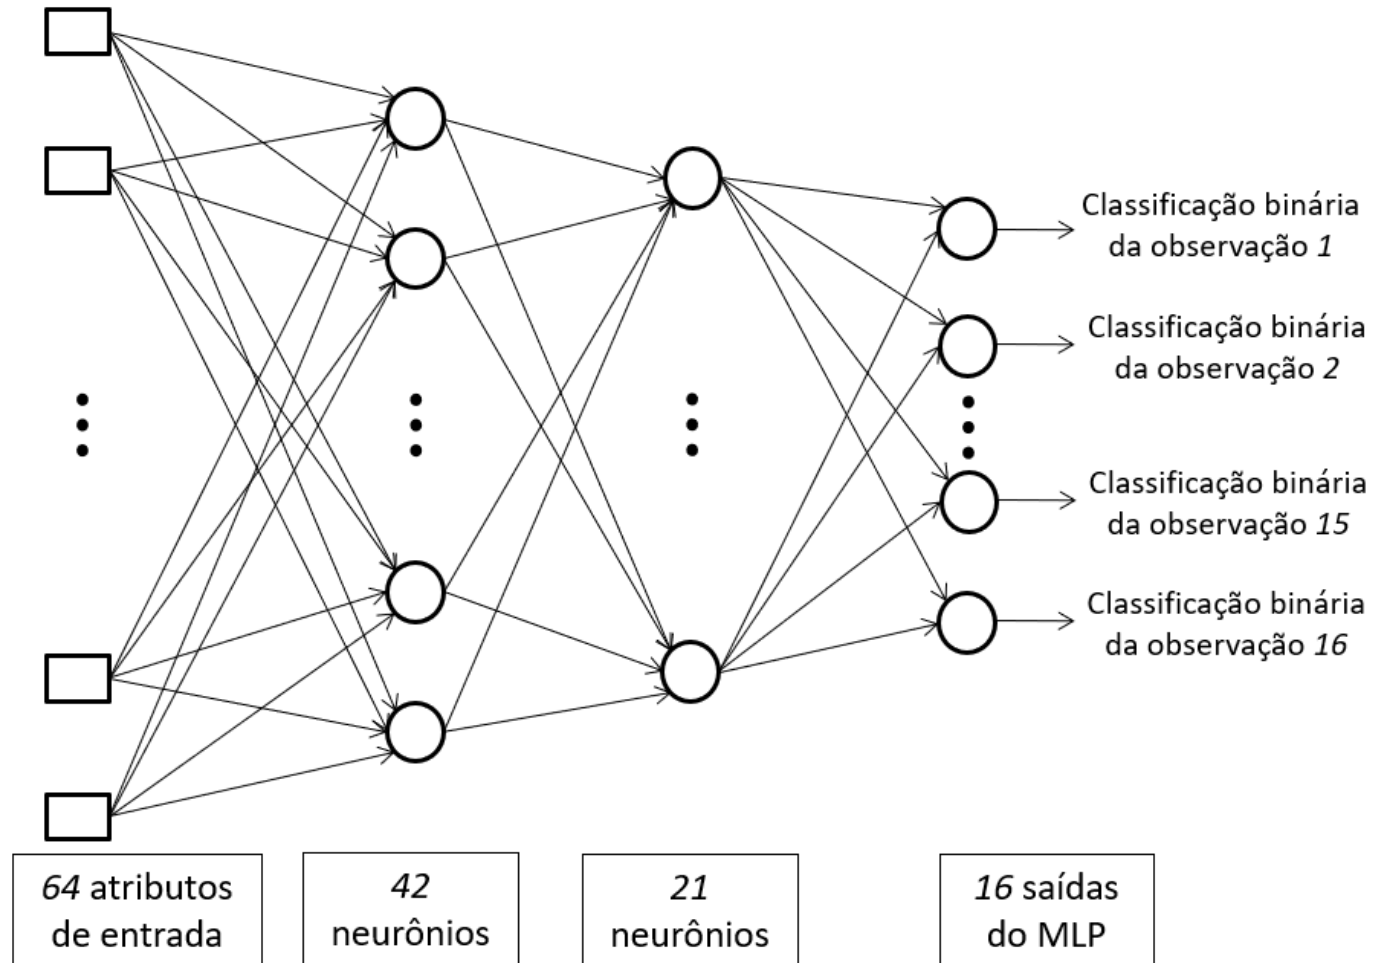 Classificação binária
da observação 1
Classificação binária
da observação 2
Classificação binária
da observação 15
Classificação binária
da observação 16
64 atributos
de entrada
42
neurônios
21
neurônios
16 saídas
do MLP